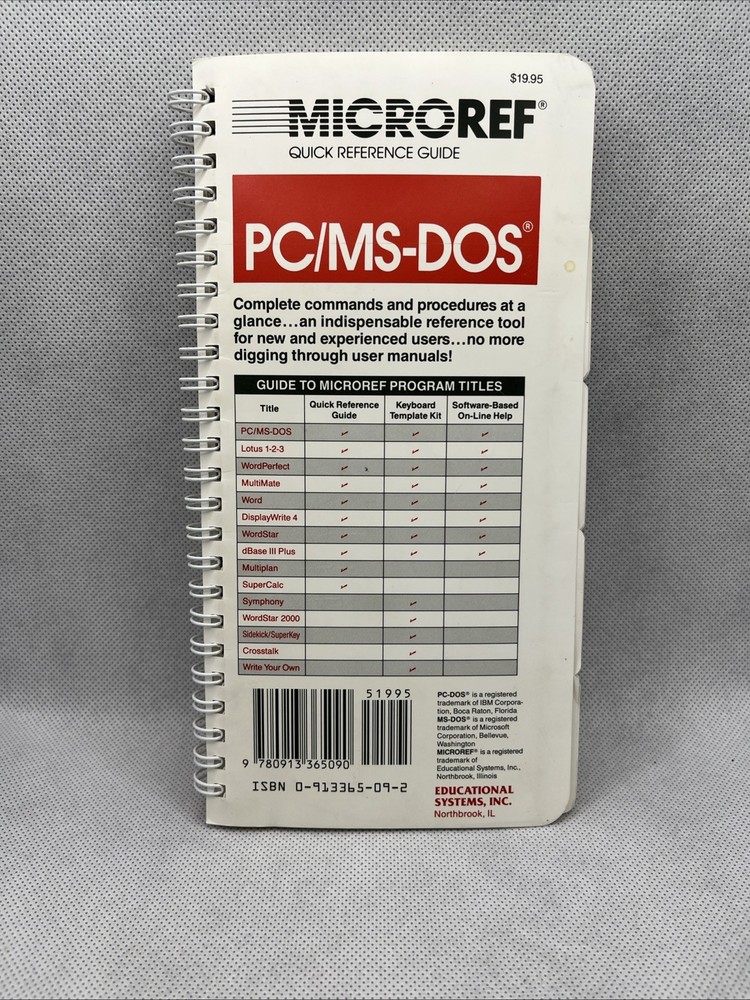 $19.95
MICROREF®
QUICK REFERENCE GUIDE
PC/MS-DOS®
Complete commands and procedures at a
glance...an indispensable reference tool
for new and experienced users...no more
digging through user manuals!
GUIDE TO MICROREF PROGRAM TITLES
Title Quick Reference Guide Keyboard Template Kit Software-Based On-Line Help
PC/MS-DOS ✓ ✓ ✓
Lotus 1-2-3 ✓ ✓ ✓
WordPerfect ✓ ✓ ✓
MultiMate ✓ ✓ ✓
Word ✓ ✓ ✓
DisplayWrite 4 ✓ ✓ ✓
WordStar ✓ ✓ ✓
dBase III Plus ✓ ✓ ✓
Multiplan ✓
SuperCalc ✓
Symphony ✓
WordStar 2000 ✓
Sidekick/SuperKey ✓
Crosstalk ✓
Write Your Own ✓
51995
9 780913 365090
ISBN 0-913365-09-2
PC-DOS® is a registered
trademark of IBM Corpora-
tion, Boca Raton, Florida
MS-DOS® is a registered
trademark of Microsoft
Corporation, Bellevue,
Washington
MICROREF® is a registered
trademark of
Educational Systems, Inc.,
Northbrook, Illinois
EDUCATIONAL
SYSTEMS, INC.
Northbrook, IL